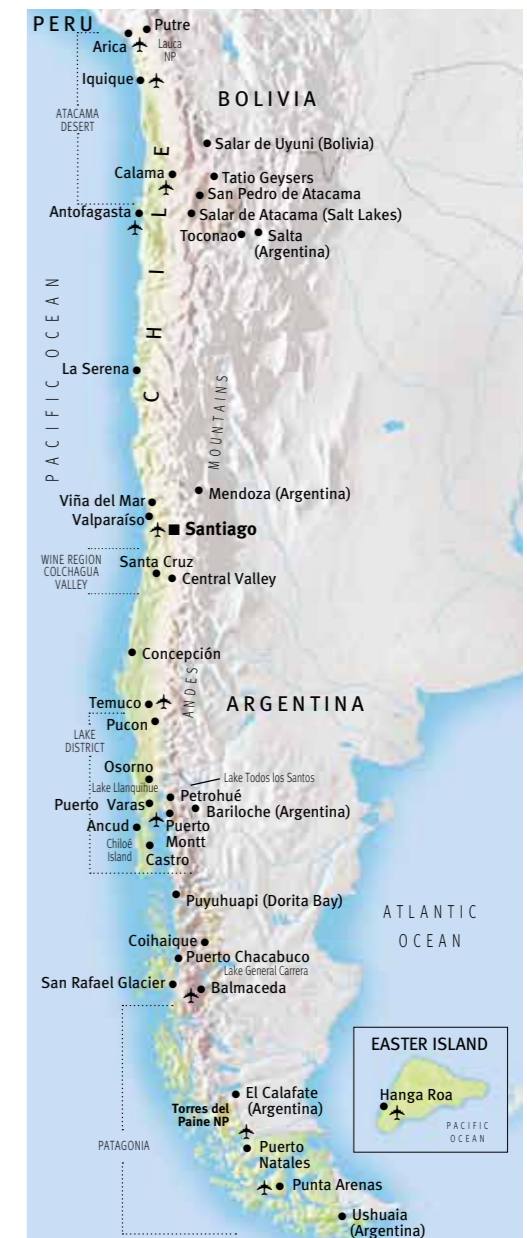 PERU
Putre
Arica
Lauca
NP
Iquique
BOLIVIA
ATACAMA
DESERT
Salar de Uyuni (Bolivia)
CHILE
Calama
Tatio Geysers
San Pedro de Atacama
Antofagasta
Salar de Atacama (Salt Lakes)
Toconao
Salta
(Argentina)
PACIFIC OCEAN
La Serena
MOUNTAINS
Mendoza (Argentina)
Viña del Mar
Valparaíso
Santiago
WINE REGION
COLCHAGUA
VALLEY
Santa Cruz
Central Valley
Concepción
ANDES
Temuco
ARGENTINA
Pucon
LAKE
DISTRICT
Osorno
Lake Todos los Santos
Lake Llanquihue
Petrohué
Puerto Varas
Bariloche (Argentina)
Ancud
Puerto
Montt
Chiloé
Island
Castro
Puyuhuapi (Dorita Bay)
ATLANTIC
OCEAN
Coihaique
Puerto Chacabuco
Lake General Carrera
San Rafael Glacier
Balmaceda
EASTER ISLAND
Hanga Roa
PACIFIC
OCEAN
El Calafate
(Argentina)
Torres del
Paine NP
PATAGONIA
Puerto
Natales
Punta Arenas
Ushuaia
(Argentina)